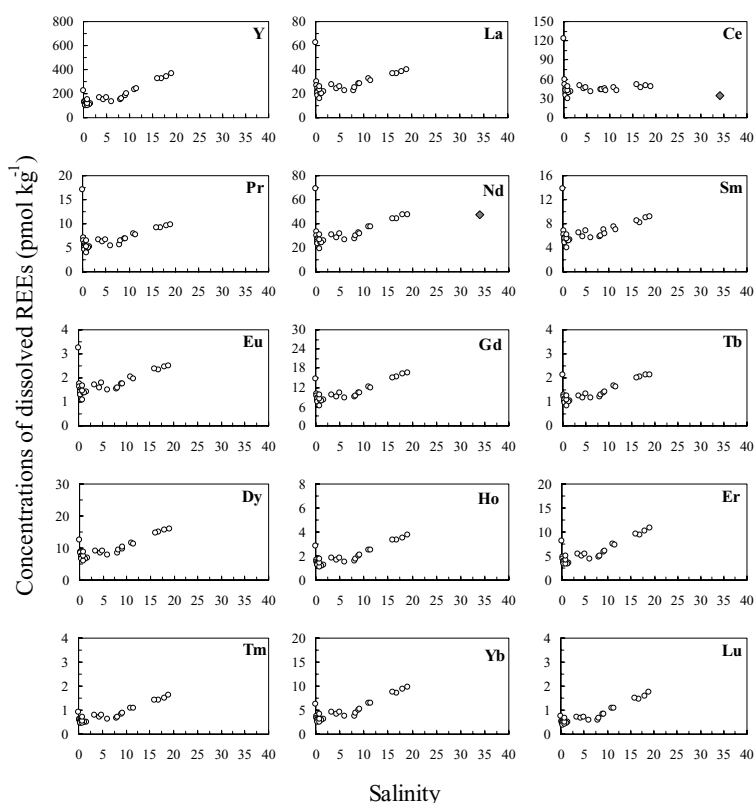 Concentrations of dissolved REEs (pmol kg⁻¹)
Y
800
600
400
200
0
0 5 10 15 20 25 30 35 40
La
80
60
40
20
0
0 5 10 15 20 25 30 35 40
Ce
150
120
90
60
30
0
0 5 10 15 20 25 30 35 40
Pr
20
15
10
5
0
0 5 10 15 20 25 30 35 40
Nd
80
60
40
20
0
0 5 10 15 20 25 30 35 40
Sm
16
12
8
4
0
0 5 10 15 20 25 30 35 40
Eu
4
3
2
1
0
0 5 10 15 20 25 30 35 40
Gd
30
24
18
12
6
0
0 5 10 15 20 25 30 35 40
Tb
4
3
2
1
0
0 5 10 15 20 25 30 35 40
Dy
30
20
10
0
0 5 10 15 20 25 30 35 40
Ho
8
6
4
2
0
0 5 10 15 20 25 30 35 40
Er
20
15
10
5
0
0 5 10 15 20 25 30 35 40
Tm
4
3
2
1
0
0 5 10 15 20 25 30 35 40
Yb
20
15
10
5
0
0 5 10 15 20 25 30 35 40
Lu
4
3
2
1
0
0 5 10 15 20 25 30 35 40
Salinity